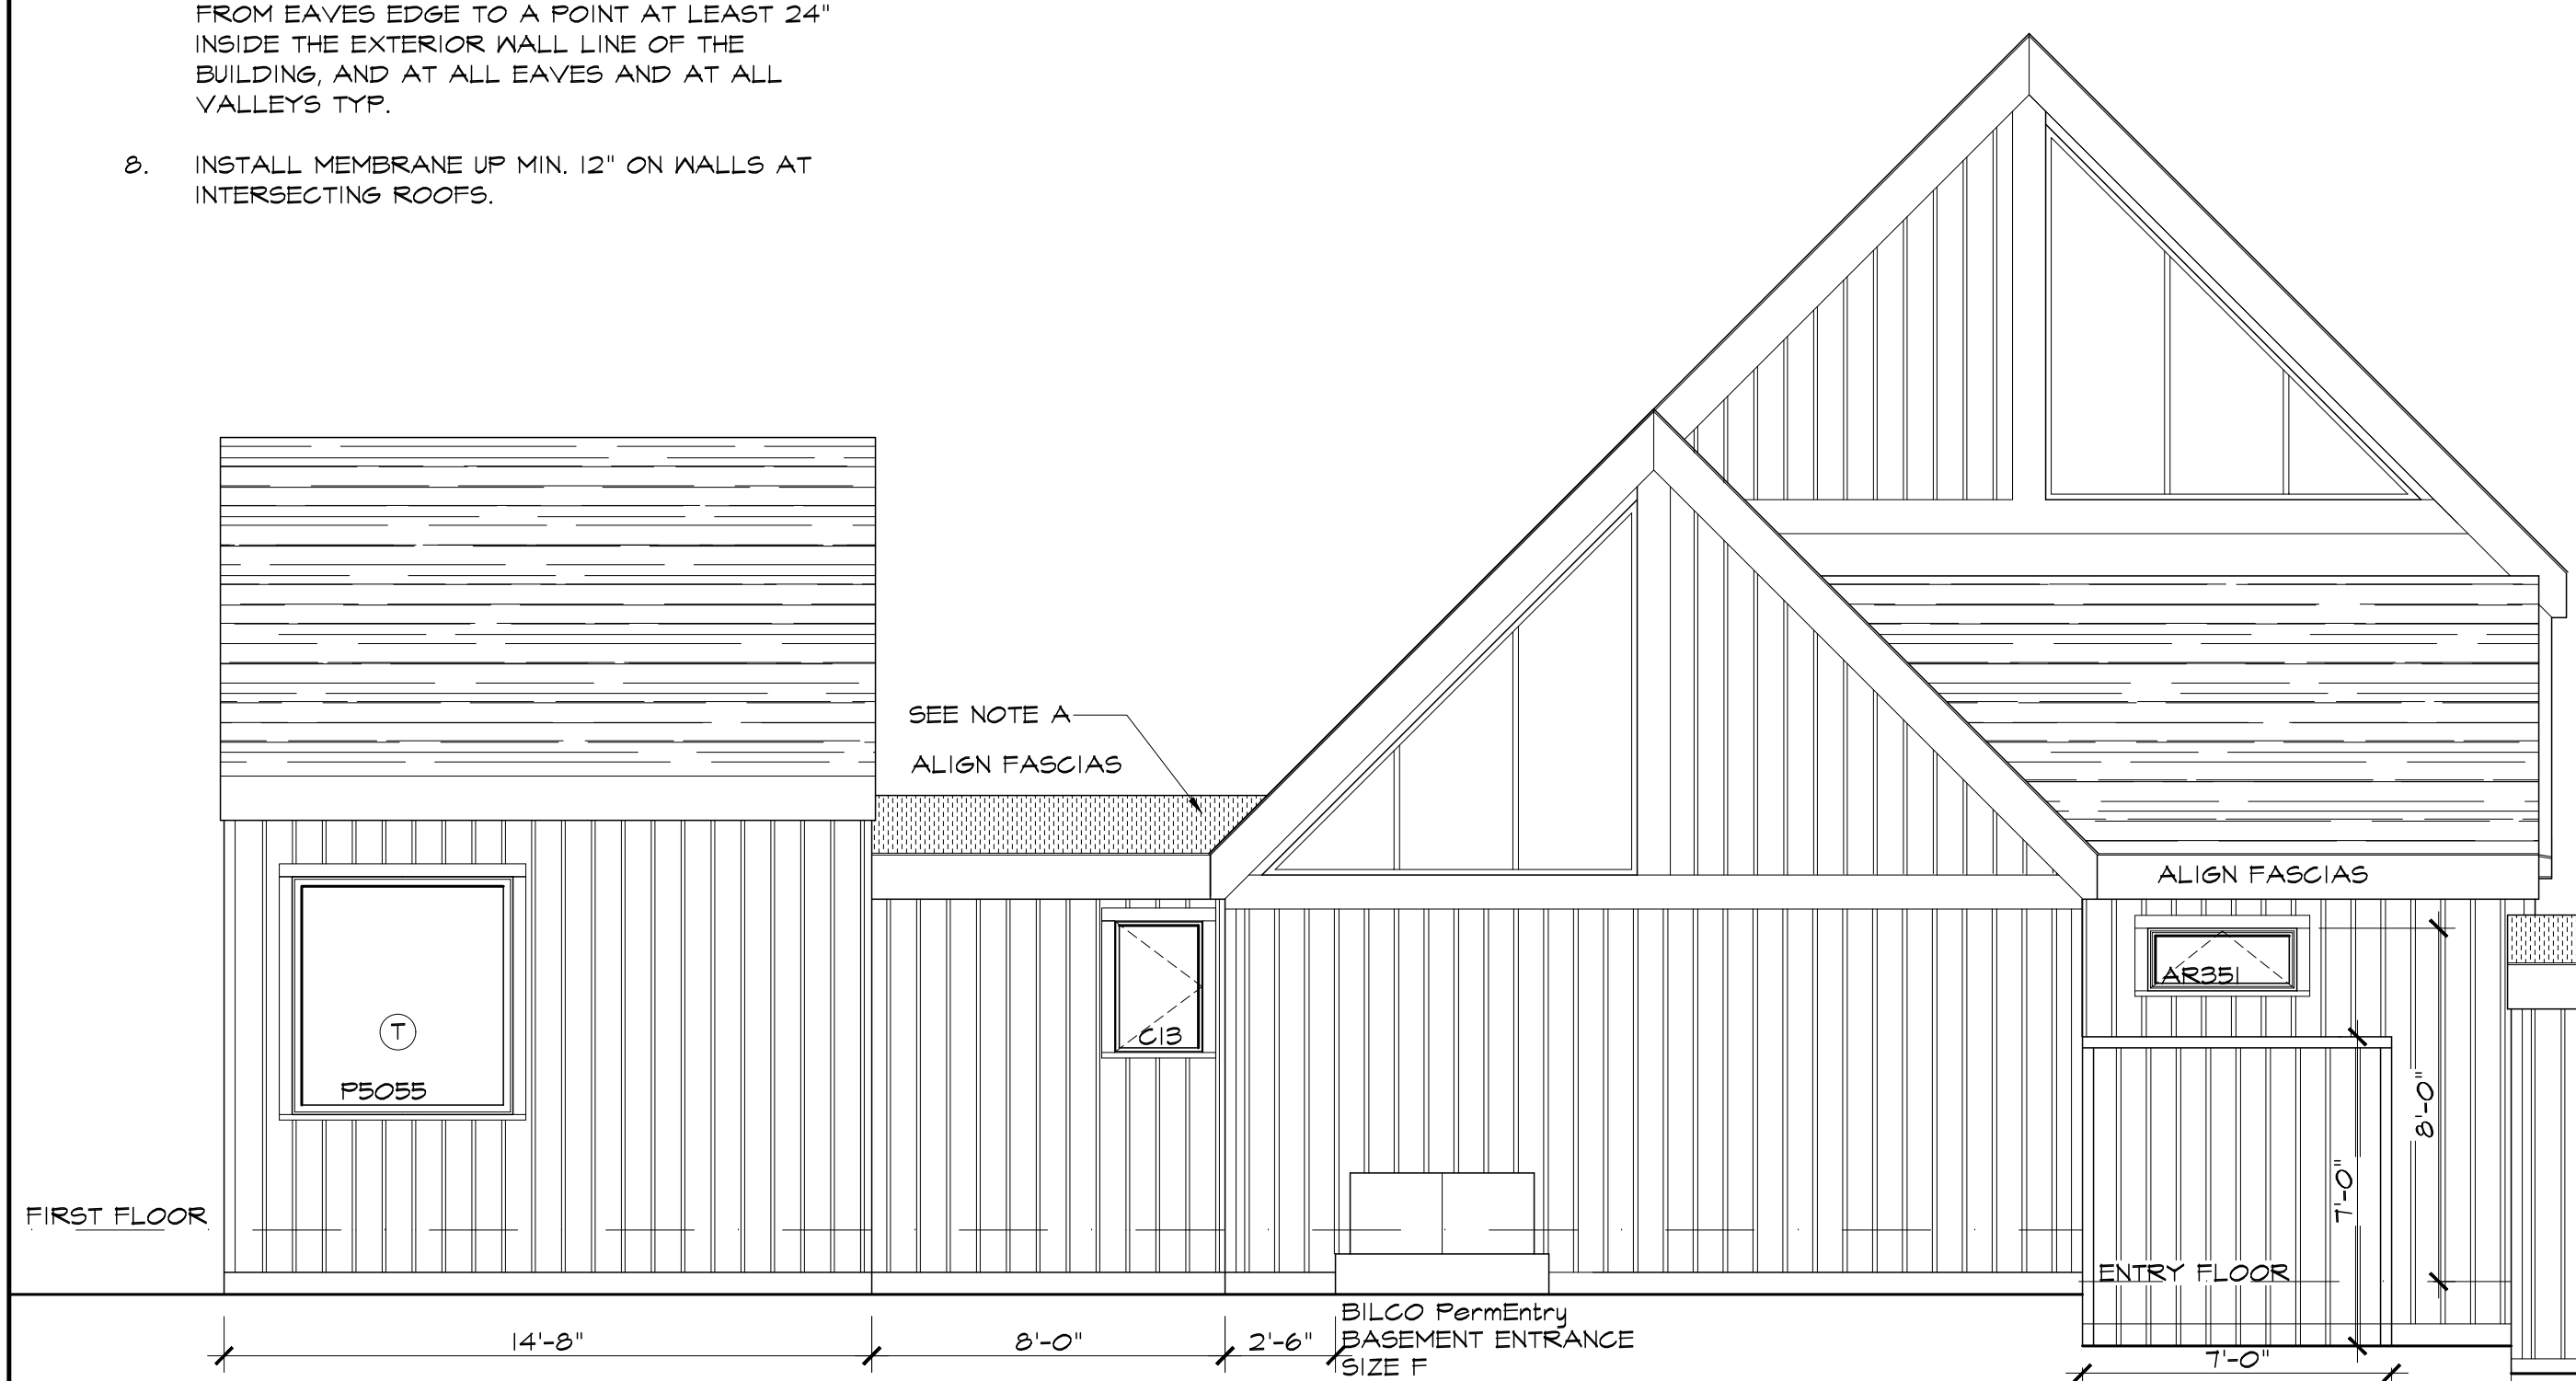 FROM EAVES EDGE TO A POINT AT LEAST 24"
INSIDE THE EXTERIOR WALL LINE OF THE
BUILDING, AND AT ALL EAVES AND AT ALL
VALLEYS TYP.
8. INSTALL MEMBRANE UP MIN. 12" ON WALLS AT
INTERSECTING ROOFS.
SEE NOTE A
ALIGN FASCIAS
ALIGN FASCIAS
AR351
T
C13
P5055
8'-0"
7'-0"
FIRST FLOOR
ENTRY FLOOR
14'-8"
8'-0"
2'-6"
BILCO PermEntry
BASEMENT ENTRANCE
SIZE F
7'-0"